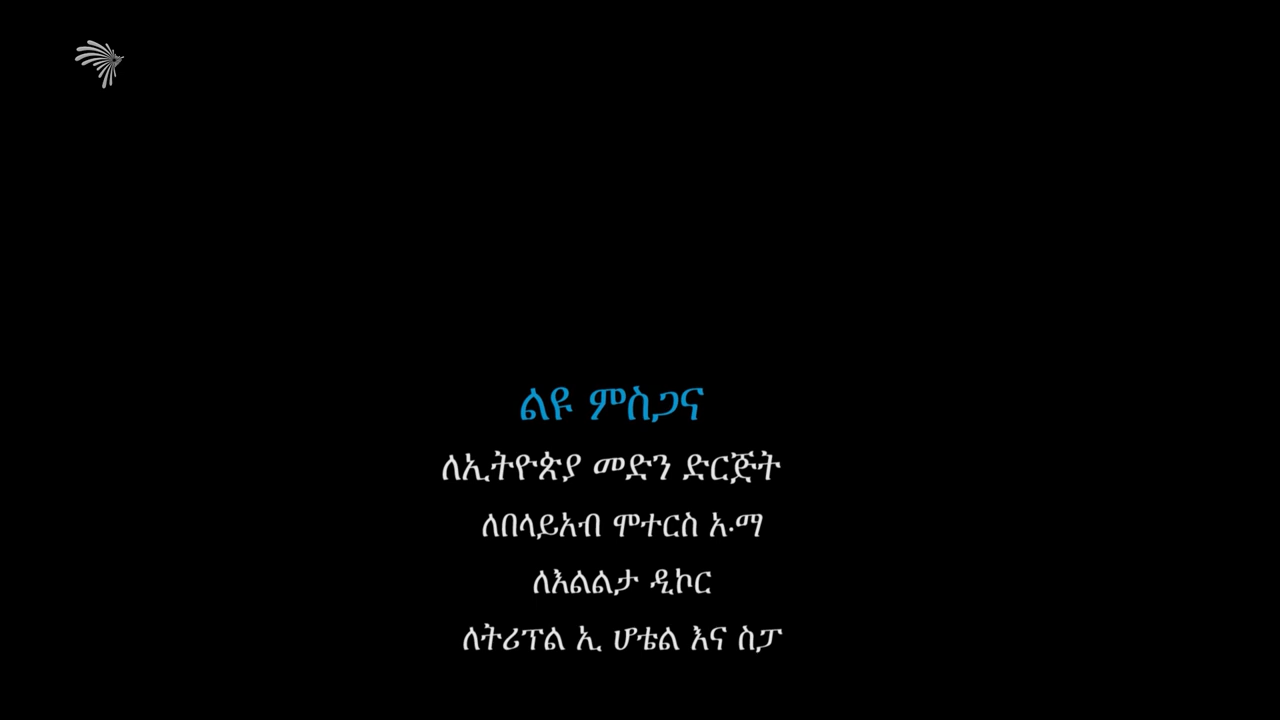 ልዩ ምስጋና
ለኢትዮጵያ መድን ድርጅት
ለበላይአብ ሞተርስ አ.ማ
ለእልልታ ዲኮር
ለትሪፕል ኢ ሆቴል እና ስፓ